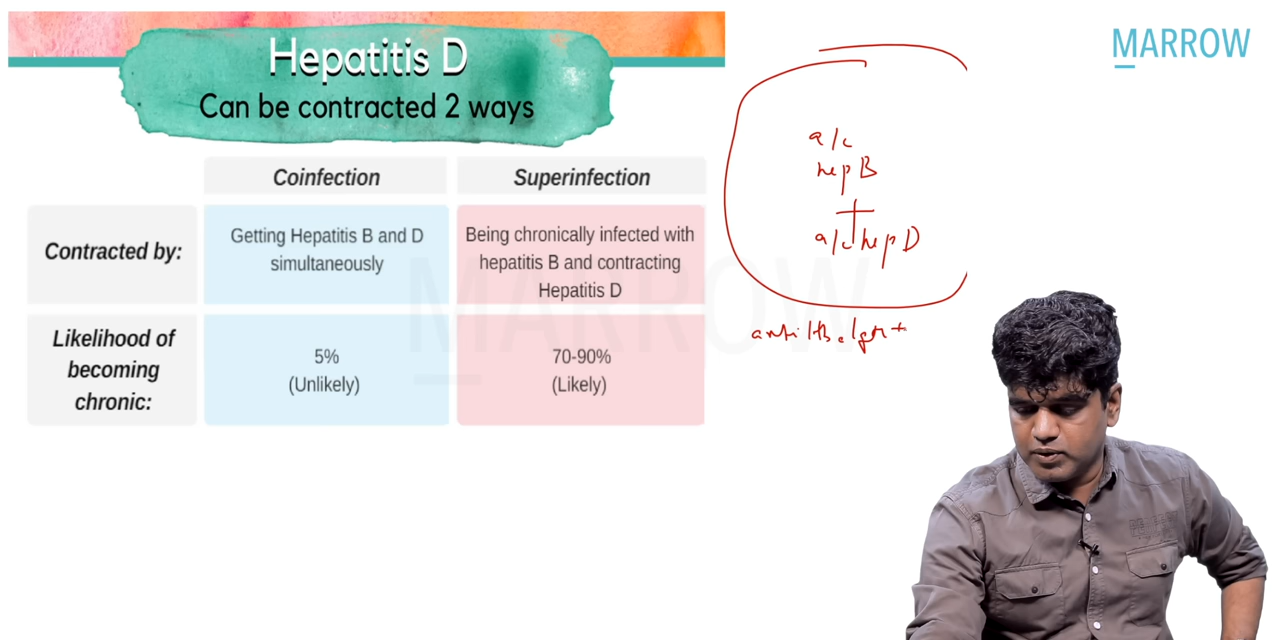 Hepatitis D
Can be contracted 2 ways
MARROW
Coinfection
Superinfection
Contracted by:
Getting Hepatitis B and D
simultaneously
Being chronically infected with
hepatitis B and contracting
Hepatitis D
Likelihood of
becoming
chronic:
5%
(Unlikely)
70-90%
(Likely)
MARROW
a/c
hep B
+
a/c hep D
anti HBc IgM +